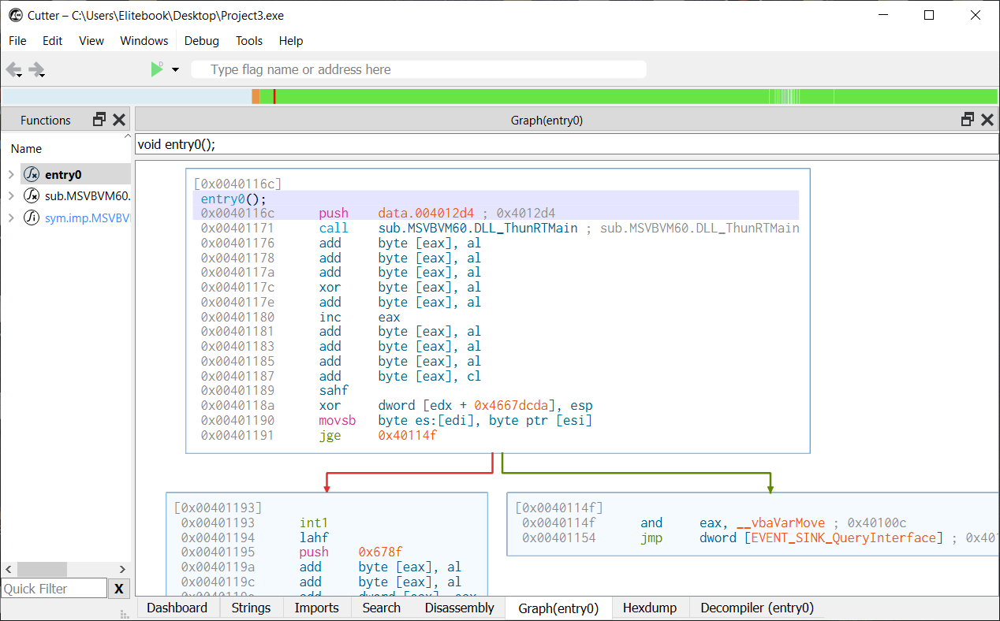 Cutter – C:\Users\Elitebook\Desktop\Project3.exe
File Edit View Windows Debug Tools Help
Type flag name or address here
Functions
Graph(entry0)
Name
void entry0();
entry0
sub.MSVBVM60.
sym.imp.MSVBV
[0x0040116c]
entry0();
0x0040116c push data.004012d4 ; 0x4012d4
0x00401171 call sub.MSVBVM60.DLL_ThunRTMain ; sub.MSVBVM60.DLL_ThunRTMain
0x00401176 add byte [eax], al
0x00401178 add byte [eax], al
0x0040117a add byte [eax], al
0x0040117c xor byte [eax], al
0x0040117e add byte [eax], al
0x00401180 inc eax
0x00401181 add byte [eax], al
0x00401183 add byte [eax], al
0x00401185 add byte [eax], al
0x00401187 add byte [eax], cl
0x00401189 sahf
0x0040118a xor dword [edx + 0x4667dcda], esp
0x00401190 movsb byte es:[edi], byte ptr [esi]
0x00401191 jge 0x40114f
[0x00401193]
0x00401193 int1
0x00401194 lahf
0x00401195 push 0x678f
0x0040119a add byte [eax], al
0x0040119c add byte [eax], al
[0x0040114f]
0x0040114f and eax, __vbaVarMove ; 0x40100c
0x00401154 jmp dword [EVENT_SINK_QueryInterface] ; 0x40
Quick Filter X
Dashboard Strings Imports Search Disassembly Graph(entry0) Hexdump Decompiler (entry0)